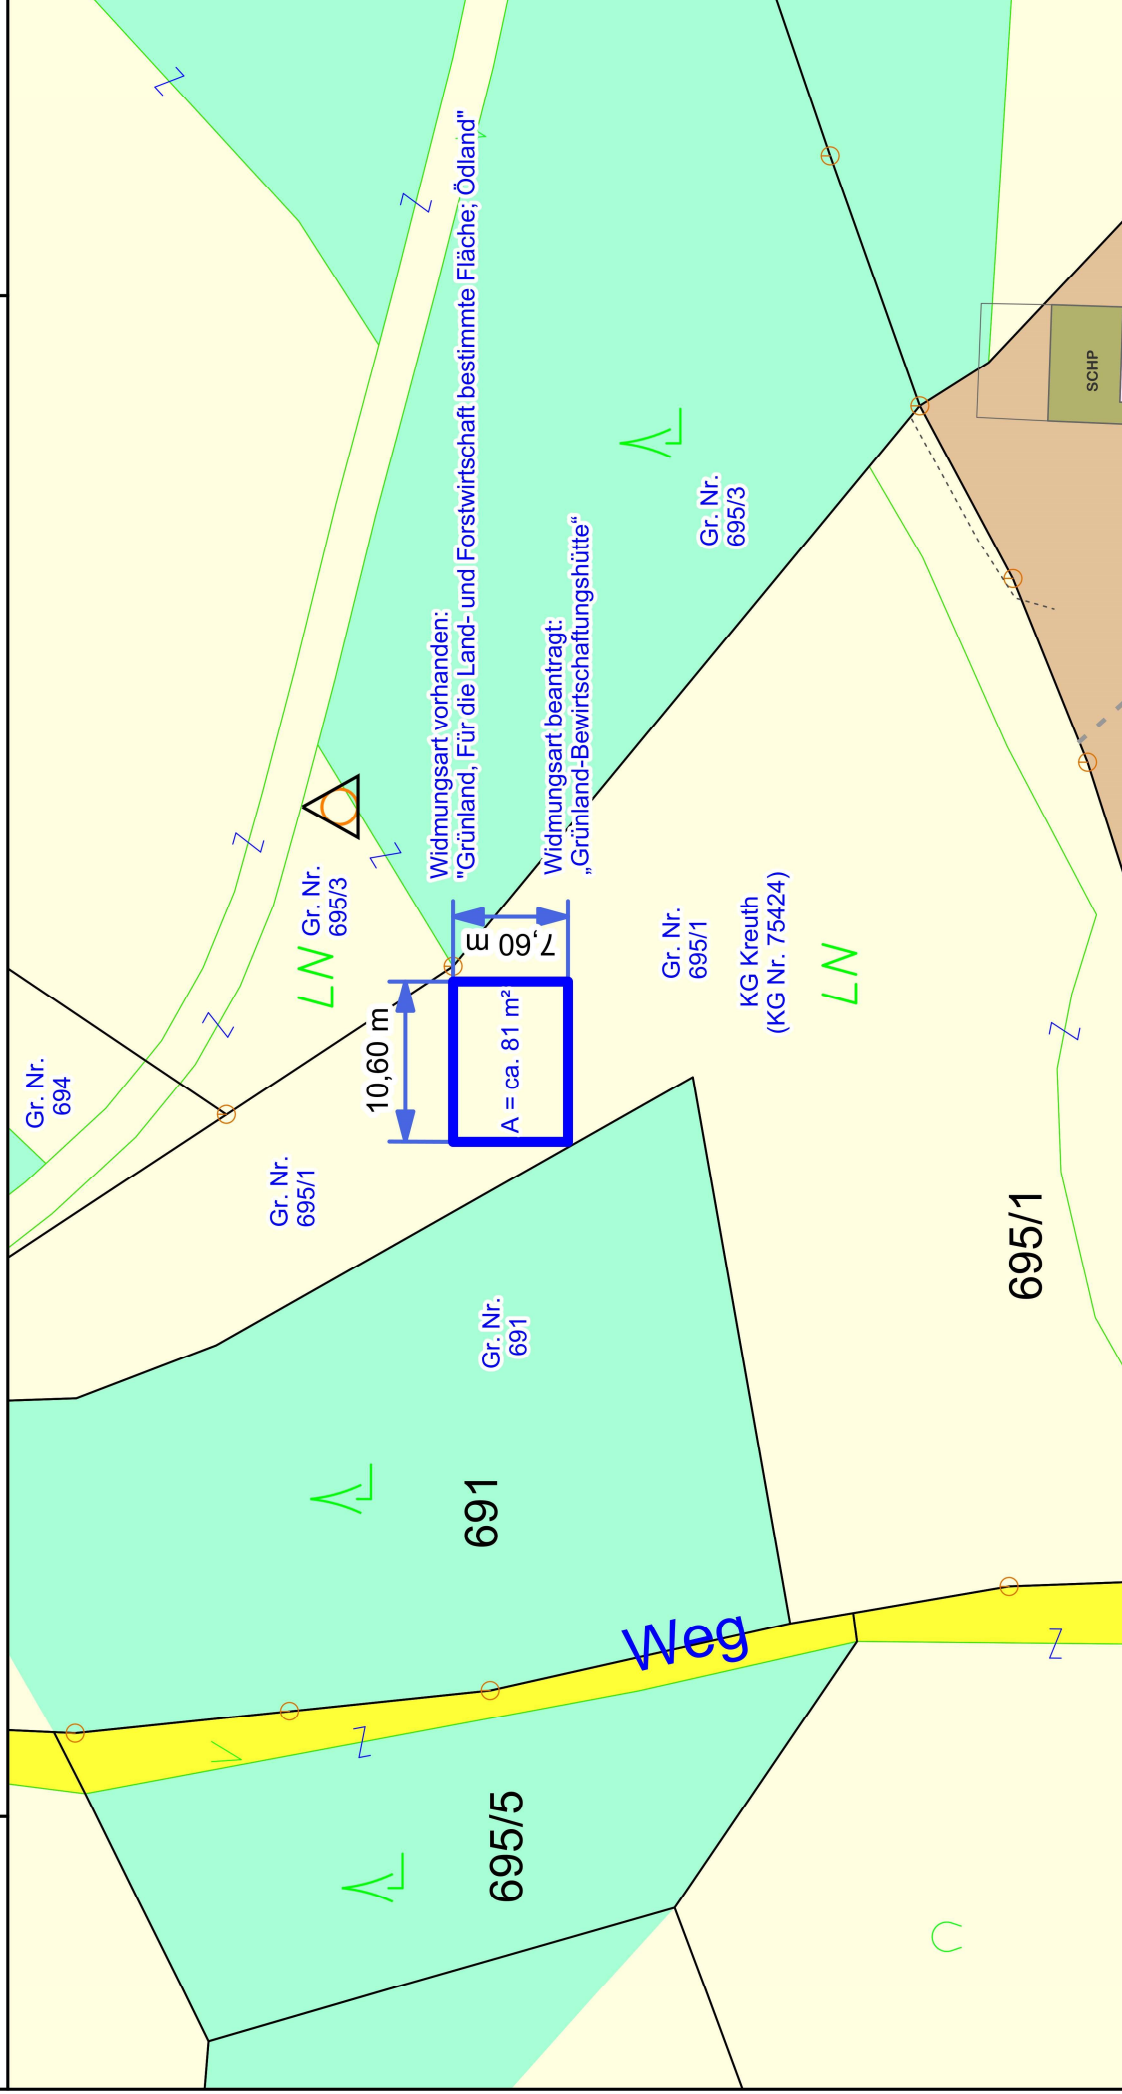 Gr. Nr.
694
Gr. Nr.
695/3
LN
Gr. Nr.
695/1
10,60 m
7,60 m
A = ca. 81 m²
Widmungsart vorhanden:
"Grünland, Für die Land- und Forstwirtschaft bestimmte Fläche; Ödland"
Widmungsart beantragt:
„Grünland-Bewirtschaftungshütte“
Gr. Nr.
695/3
Gr. Nr.
695/1
KG Kreuth
(KG Nr. 75424)
LN
SCHP
Gr. Nr.
691
691
695/1
Weg
695/5